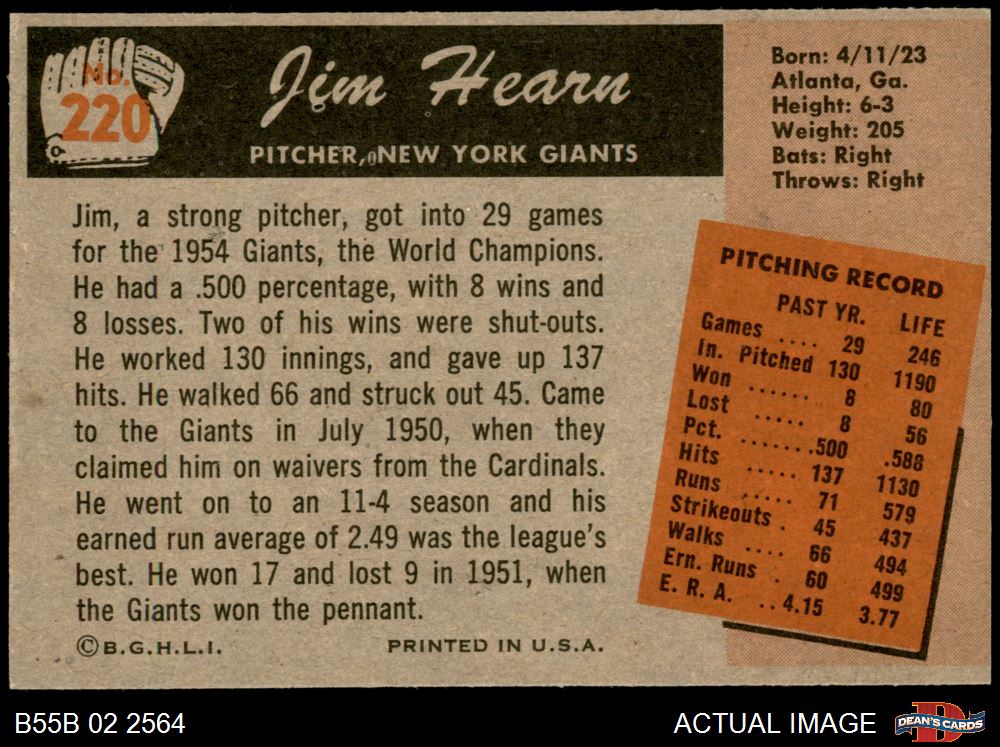 No.
220
Jim Hearn
PITCHER, NEW YORK GIANTS
Born: 4/11/23
Atlanta, Ga.
Height: 6-3
Weight: 205
Bats: Right
Throws: Right
Jim, a strong pitcher, got into 29 games
for the 1954 Giants, the World Champions.
He had a .500 percentage, with 8 wins and
8 losses. Two of his wins were shut-outs.
He worked 130 innings, and gave up 137
hits. He walked 66 and struck out 45. Came
to the Giants in July 1950, when they
claimed him on waivers from the Cardinals.
He went on to an 11-4 season and his
earned run average of 2.49 was the league's
best. He won 17 and lost 9 in 1951, when
the Giants won the pennant.
©B.G.H.L.I. PRINTED IN U.S.A.
PITCHING RECORD
PAST YR. LIFE
Games .... 29 246
In. Pitched 130 1190
Won ...... 8 80
Lost ..... 8 56
Pct. .......500 .588
Hits ..... 137 1130
Runs ..... 71 579
Strikeouts . 45 437
Walks .... 66 494
Ern. Runs . 60 499
E. R. A. ..4.15 3.77
B55B 02 2564
ACTUAL IMAGE
DEAN'S CARDS